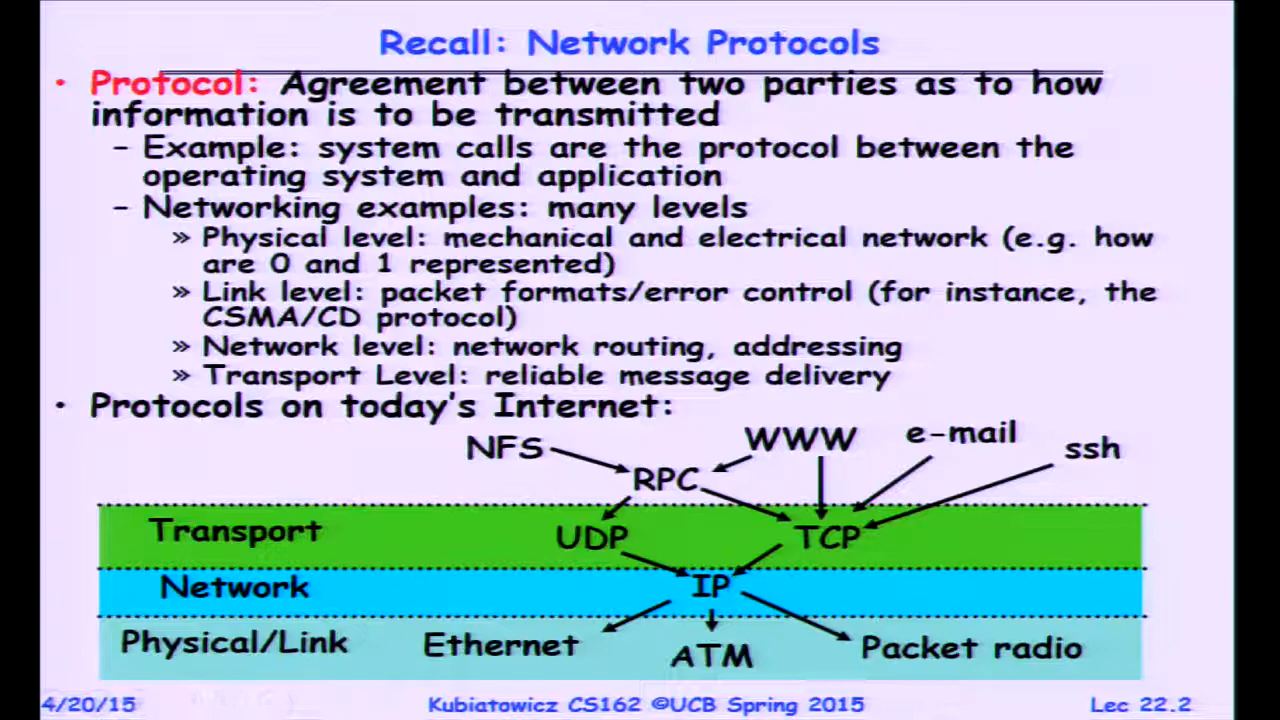 Recall: Network Protocols
• Protocol: Agreement between two parties as to how
information is to be transmitted
– Example: system calls are the protocol between the
operating system and application
– Networking examples: many levels
» Physical level: mechanical and electrical network (e.g. how
are 0 and 1 represented)
» Link level: packet formats/error control (for instance, the
CSMA/CD protocol)
» Network level: network routing, addressing
» Transport Level: reliable message delivery
• Protocols on today's Internet:
NFS WWW e-mail ssh
RPC
Transport UDP TCP
Network IP
Physical/Link Ethernet ATM Packet radio
4/20/15 Kubiatowicz CS162 ©UCB Spring 2015 Lec 22.2